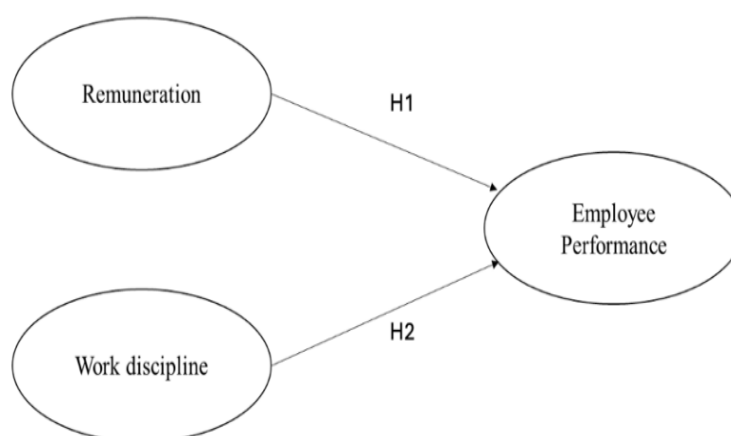 Remuneration
H1
Employee
Performance
H2
Work discipline